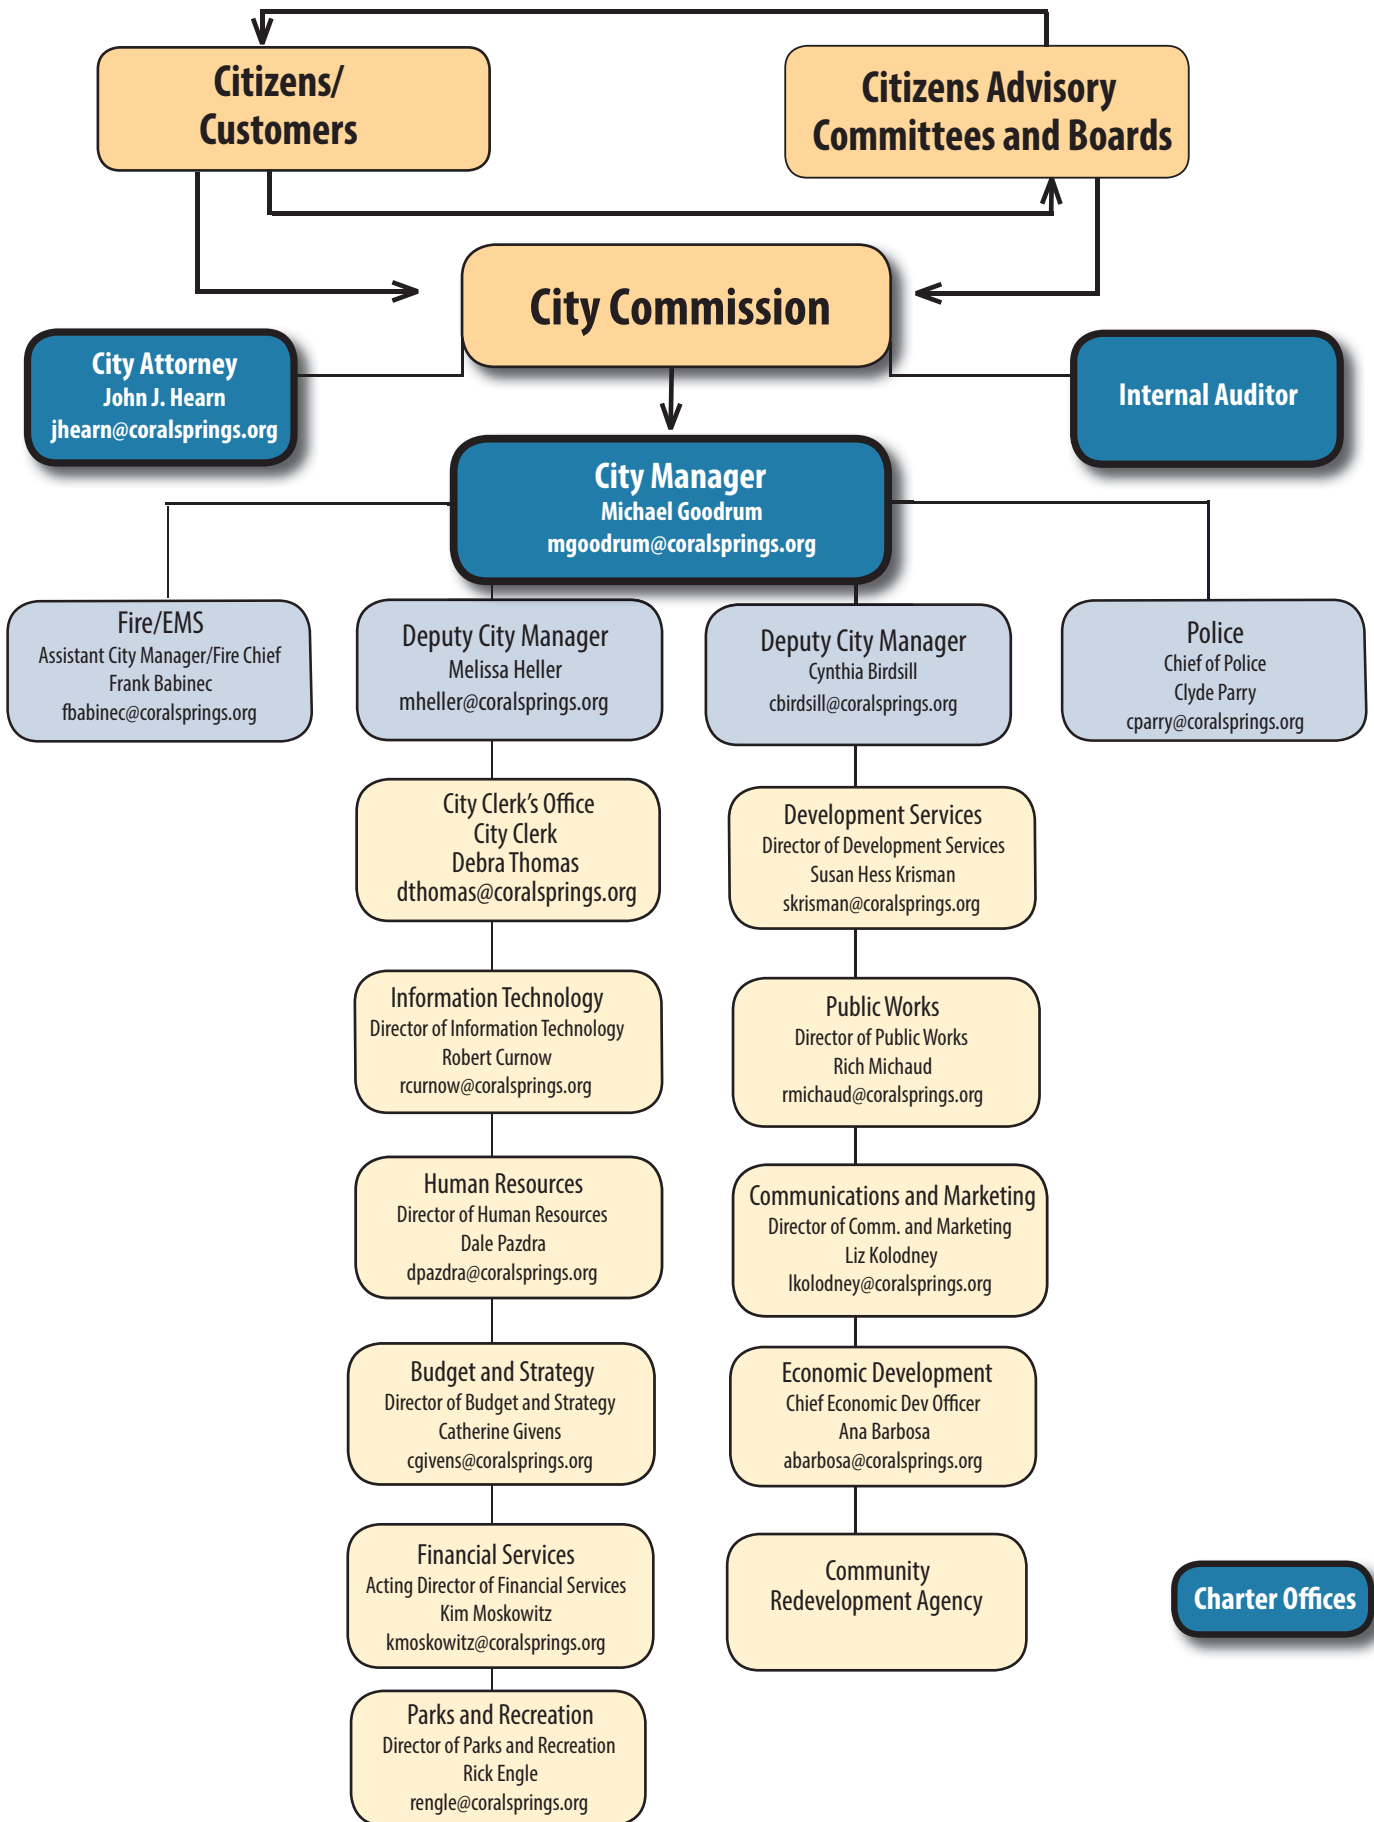 Citizens/
Customers
Citizens Advisory
Committees and Boards
City Commission
City Attorney
John J. Hearn
jhearn@coralsprings.org
Internal Auditor
City Manager
Michael Goodrum
mgoodrum@coralsprings.org
Fire/EMS
Assistant City Manager/Fire Chief
Frank Babinec
fbabinec@coralsprings.org
Deputy City Manager
Melissa Heller
mheller@coralsprings.org
Deputy City Manager
Cynthia Birdsill
cbirdsill@coralsprings.org
Police
Chief of Police
Clyde Parry
cparry@coralsprings.org
City Clerk's Office
City Clerk
Debra Thomas
dthomas@coralsprings.org
Development Services
Director of Development Services
Susan Hess Krisman
skrisman@coralsprings.org
Information Technology
Director of Information Technology
Robert Curnow
rcurnow@coralsprings.org
Public Works
Director of Public Works
Rich Michaud
rmichaud@coralsprings.org
Human Resources
Director of Human Resources
Dale Pazdra
dpazdra@coralsprings.org
Communications and Marketing
Director of Comm. and Marketing
Liz Kolodney
lkolodney@coralsprings.org
Budget and Strategy
Director of Budget and Strategy
Catherine Givens
cgivens@coralsprings.org
Economic Development
Chief Economic Dev Officer
Ana Barbosa
abarbosa@coralsprings.org
Financial Services
Acting Director of Financial Services
Kim Moskowitz
kmoskowitz@coralsprings.org
Community
Redevelopment Agency
Charter Offices
Parks and Recreation
Director of Parks and Recreation
Rick Engle
rengle@coralsprings.org